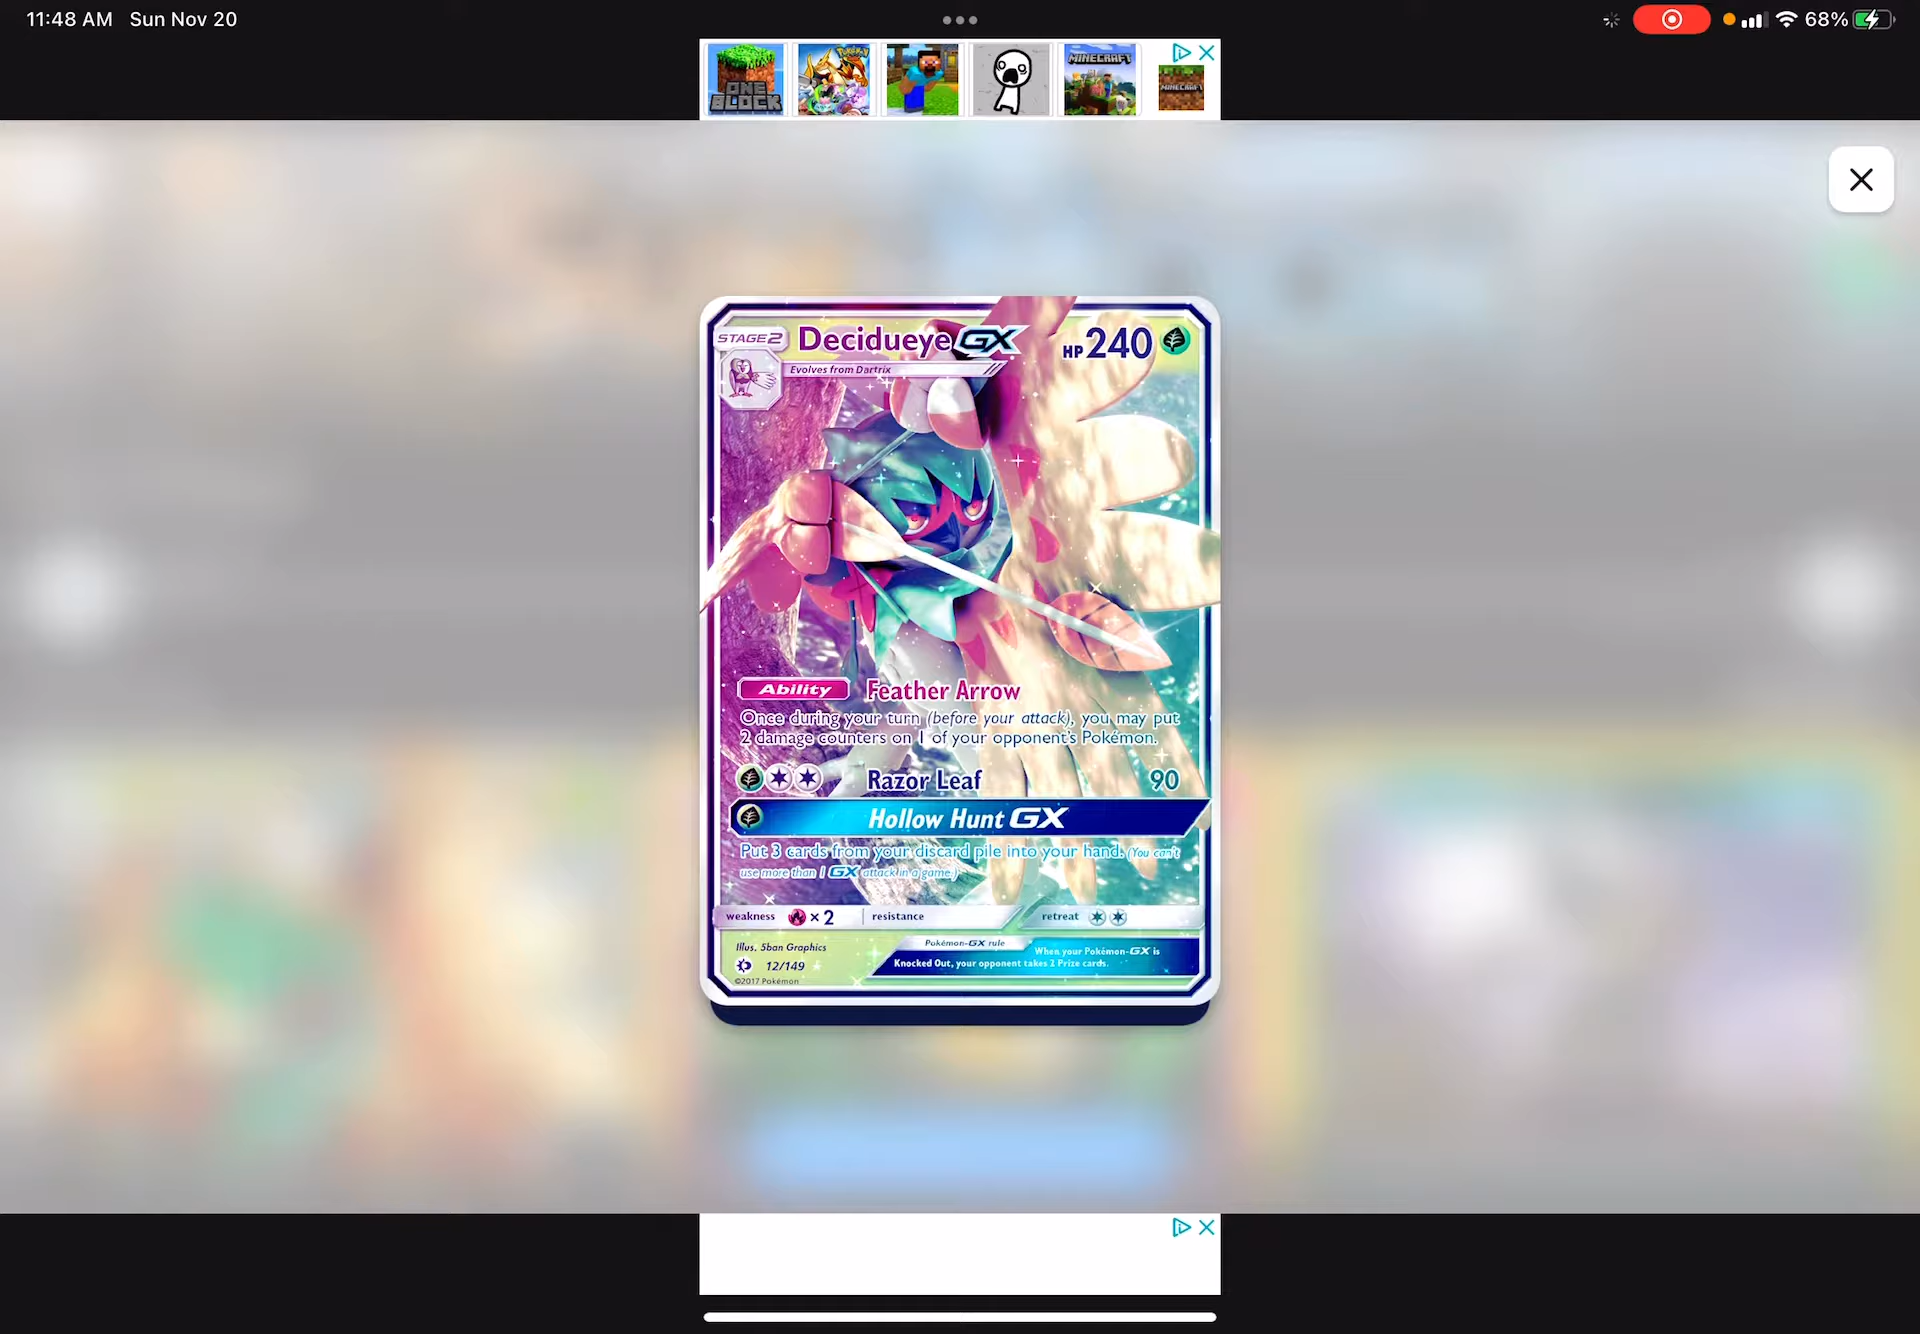 11:48 AM Sun Nov 20
68%
ONE BLOCK
POKéMON
MINECRAFT
MINECRAFT
STAGE2 Decidueye GX HP 240
Evolves from Dartrix
Ability Feather Arrow
Once during your turn (before your attack), you may put
2 damage counters on 1 of your opponent's Pokémon.
Razor Leaf 90
Hollow Hunt GX
Put 3 cards from your discard pile into your hand. (You can't
use more than 1 GX attack in a game.)
weakness ×2 resistance retreat
Illus. 5ban Graphics
12/149
©2017 Pokémon
Pokémon-GX rule
When your Pokémon-GX is
Knocked Out, your opponent takes 2 Prize cards.